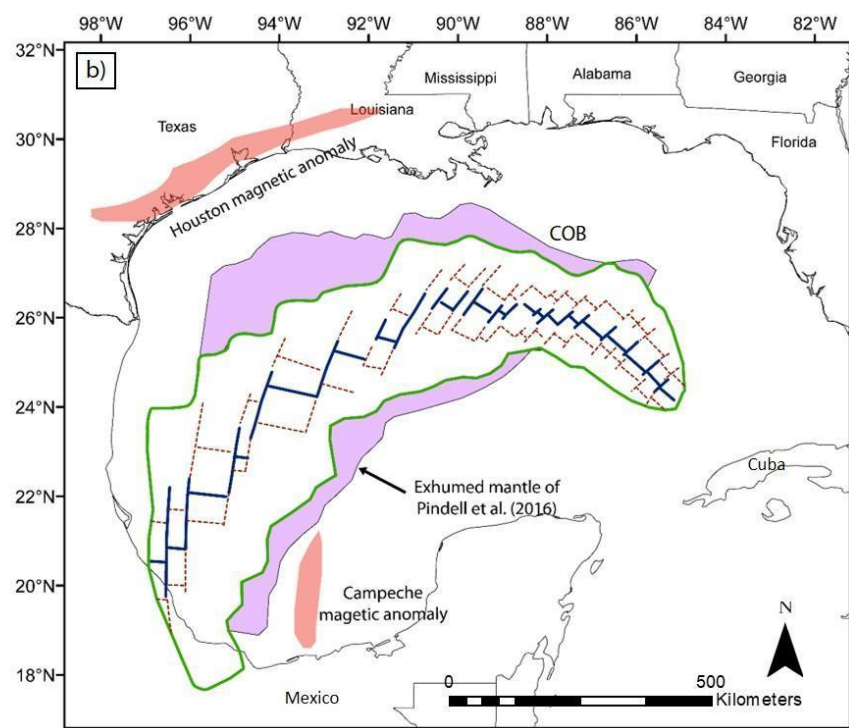 98°W 96°W 94°W 92°W 90°W 88°W 86°W 84°W 82°W
32°N
b)
Mississippi Alabama Georgia
Texas Louisiana
30°N
Florida
Houston magnetic anomaly
28°N
COB
26°N
24°N
Cuba
22°N
Exhumed mantle of
Pindell et al. (2016)
20°N
Campeche
magetic anomaly
N
18°N
0 500
Kilometers
Mexico